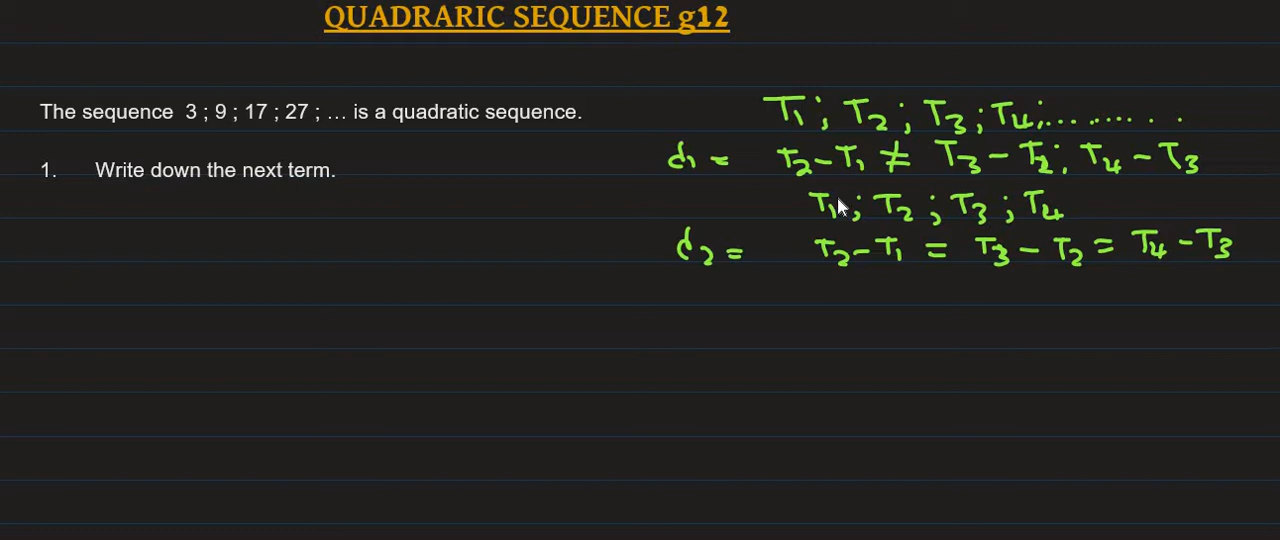 QUADRARIC SEQUENCE g12
The sequence 3 ; 9 ; 17 ; 27 ; … is a quadratic sequence.
1. Write down the next term.
T1; T2; T3; T4; ..........
d1 = T2 - T1 ≠ T3 - T2; T4 - T3
T1; T2; T3; T4
d2 = T2 - T1 = T3 - T2 = T4 - T3